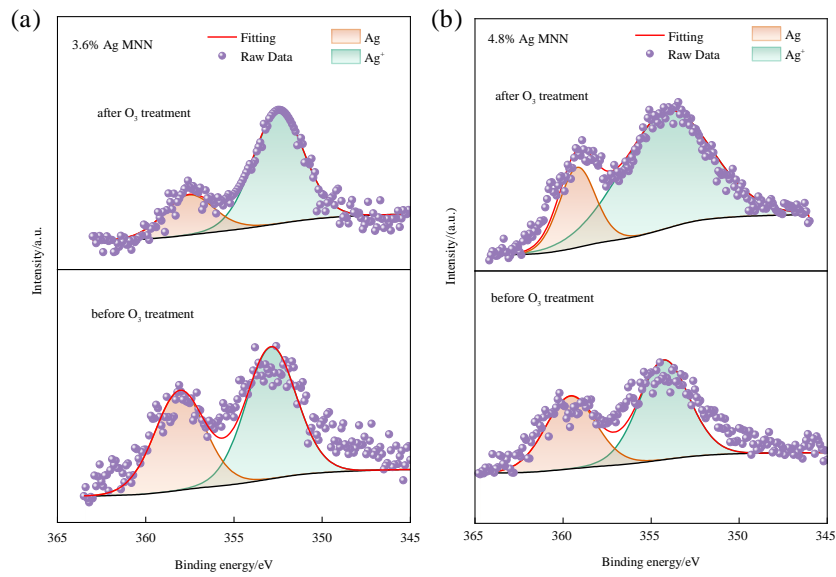 (a)
3.6% Ag MNN
Fitting
Raw Data
Ag
Ag⁺
after O₃ treatment
before O₃ treatment
Intensity/a.u.
365 360 355 350 345
Binding energy/eV
(b)
4.8% Ag MNN
Fitting
Raw Data
Ag
Ag⁺
after O₃ treatment
before O₃ treatment
Intensity/(a.u.)
365 360 355 350 345
Binding energy/eV